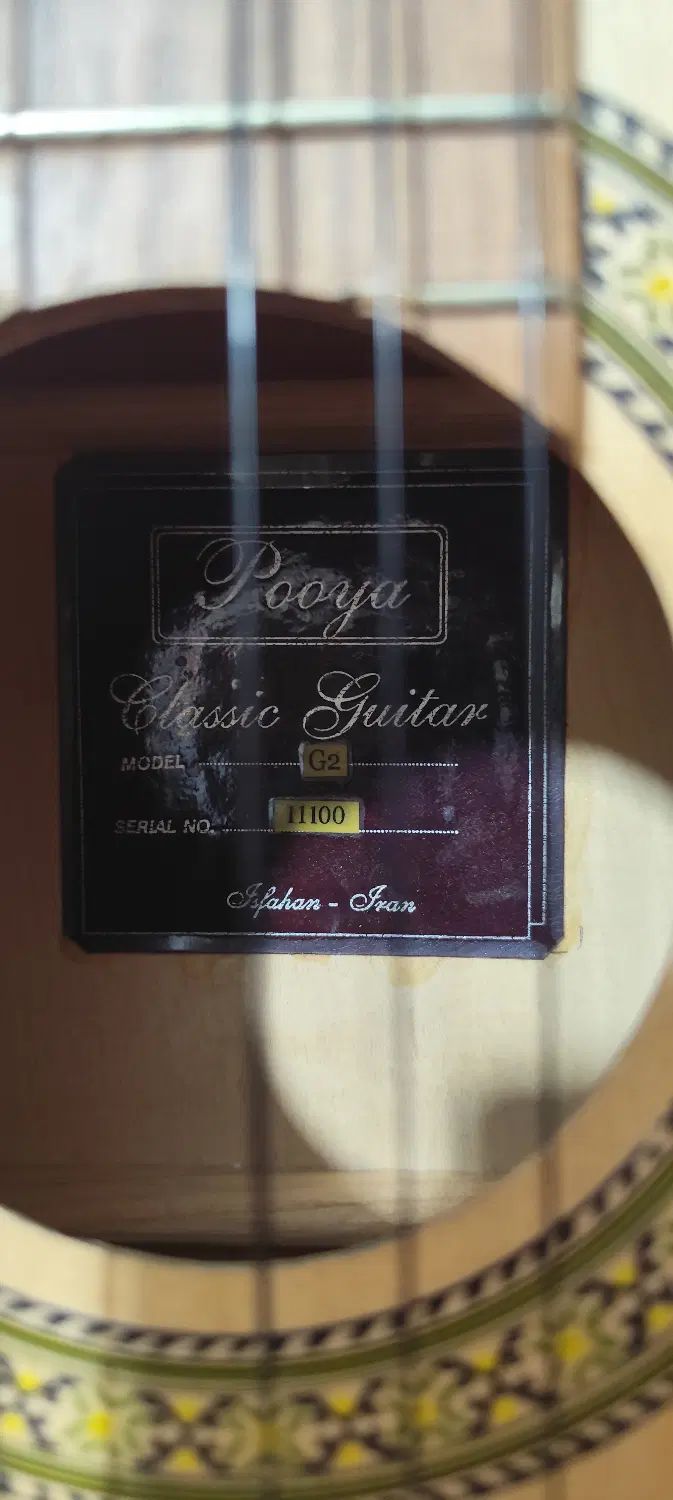 Pooya
Classic Guitar
MODEL G2
SERIAL NO. 11100
Isfahan - Iran